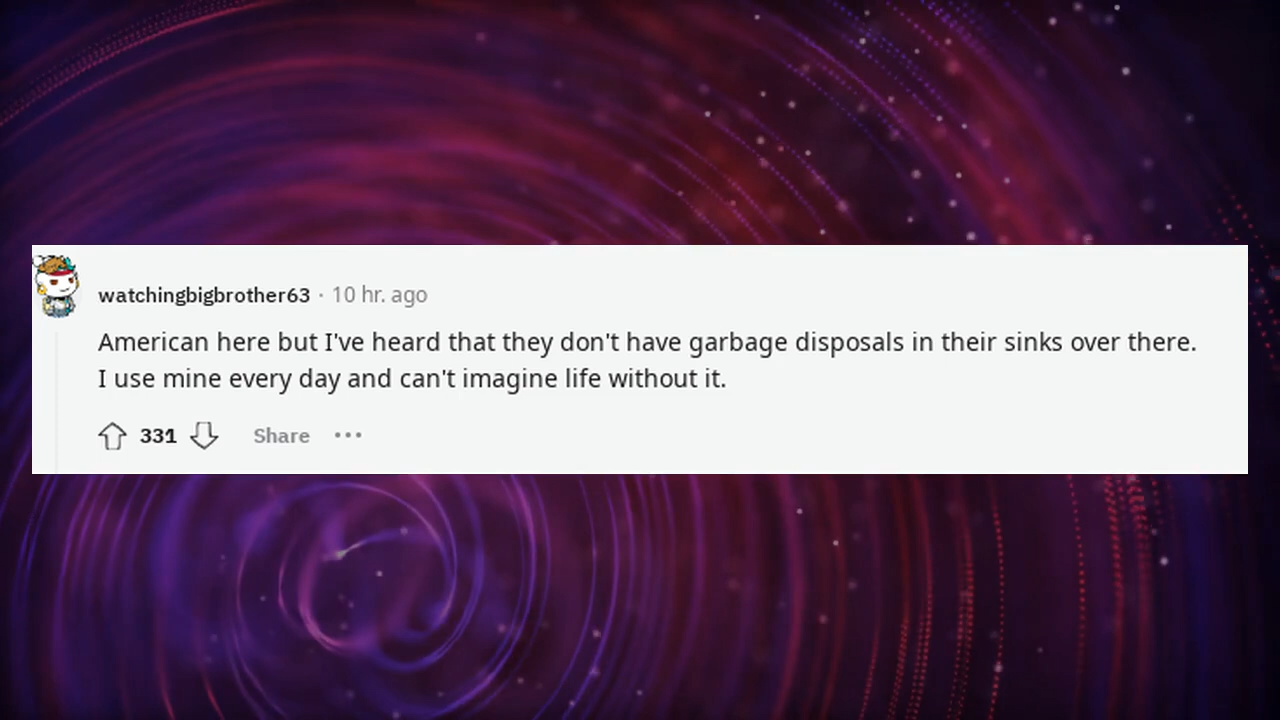 watchingbigbrother63 · 10 hr. ago
American here but I've heard that they don't have garbage disposals in their sinks over there.
I use mine every day and can't imagine life without it.
331 Share ···